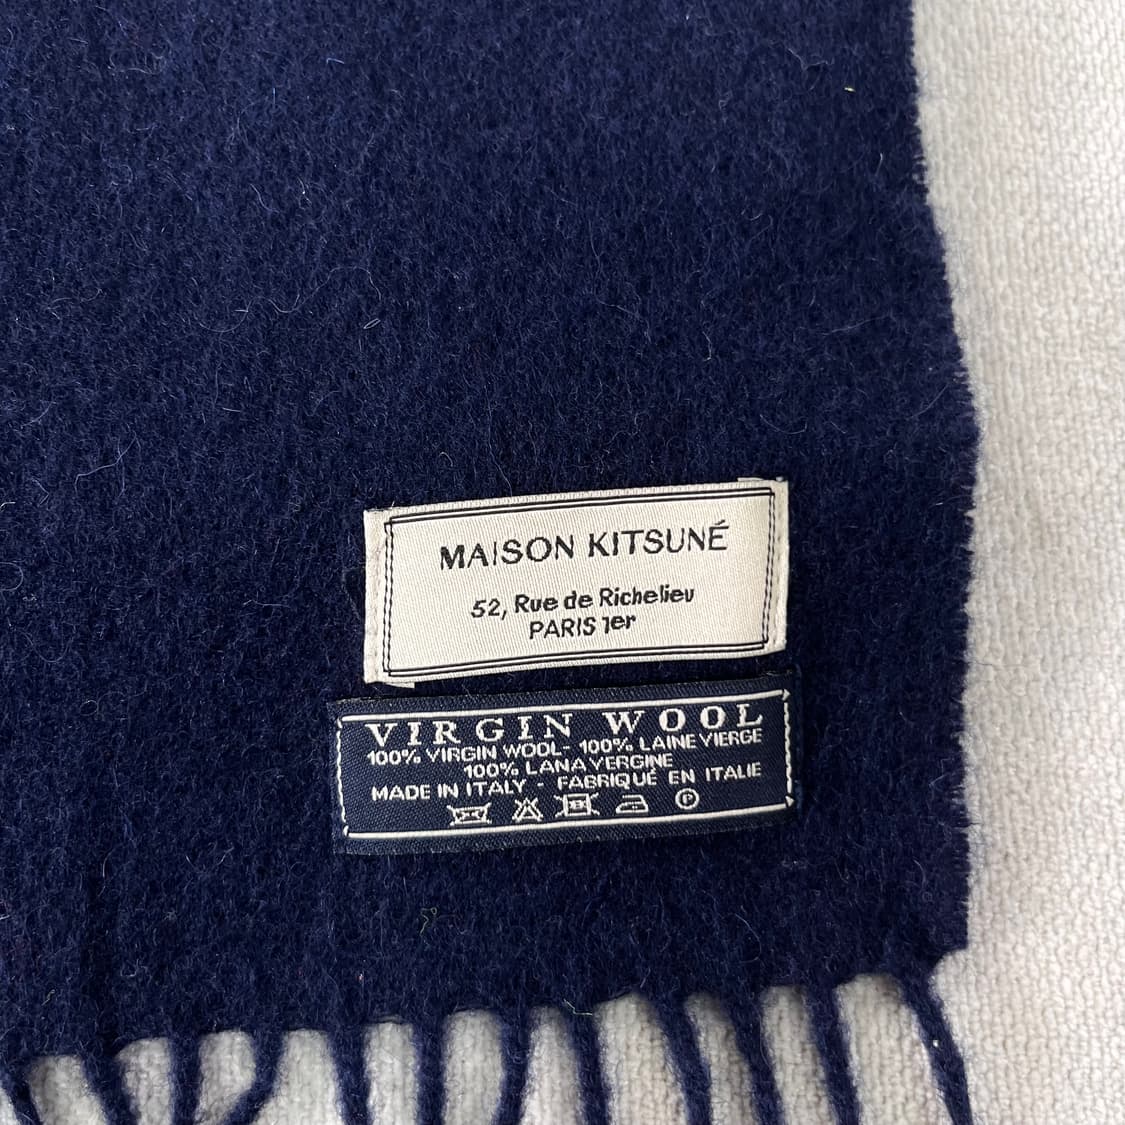 MAISON KITSUNÉ
52, Rue de Richelieu
PARIS 1er
VIRGIN WOOL
100% VIRGIN WOOL- 100% LAINE VIERGE
100% LANA VERGINE
MADE IN ITALY - FABRIQUÉ EN ITALIE
P